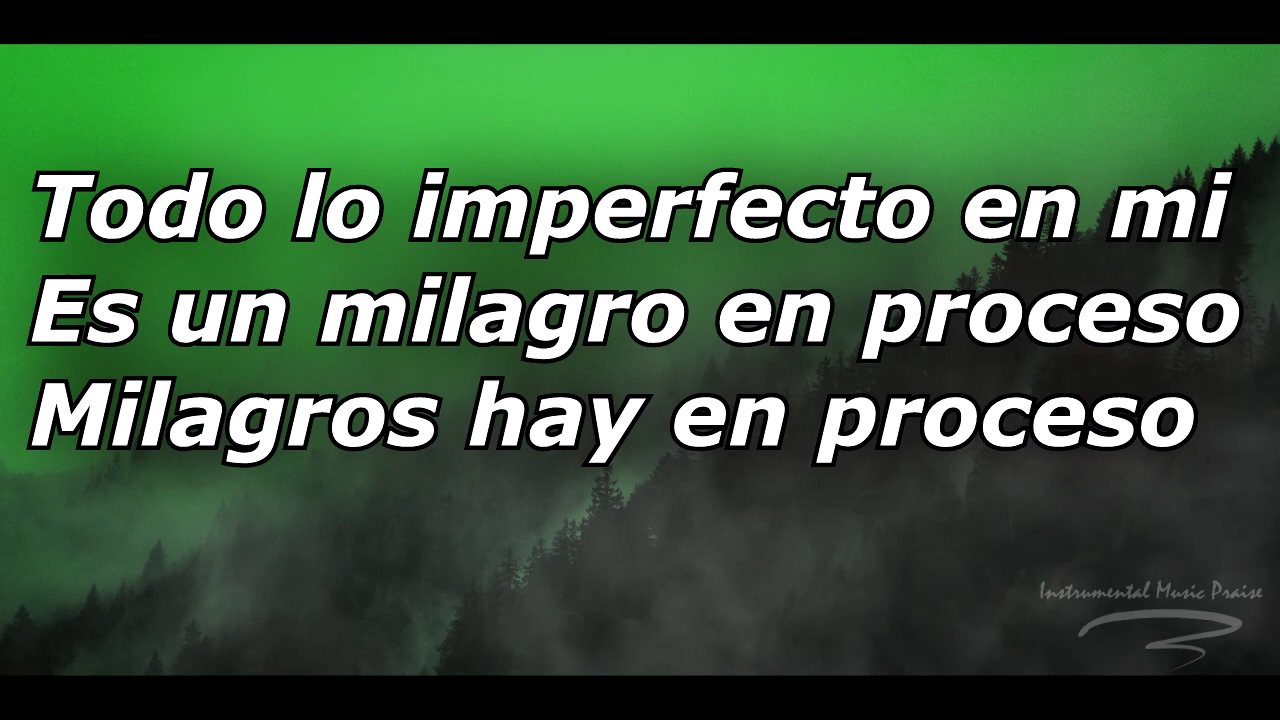 Todo lo imperfecto en mi
Es un milagro en proceso
Milagros hay en proceso
Instrumental Music Praise